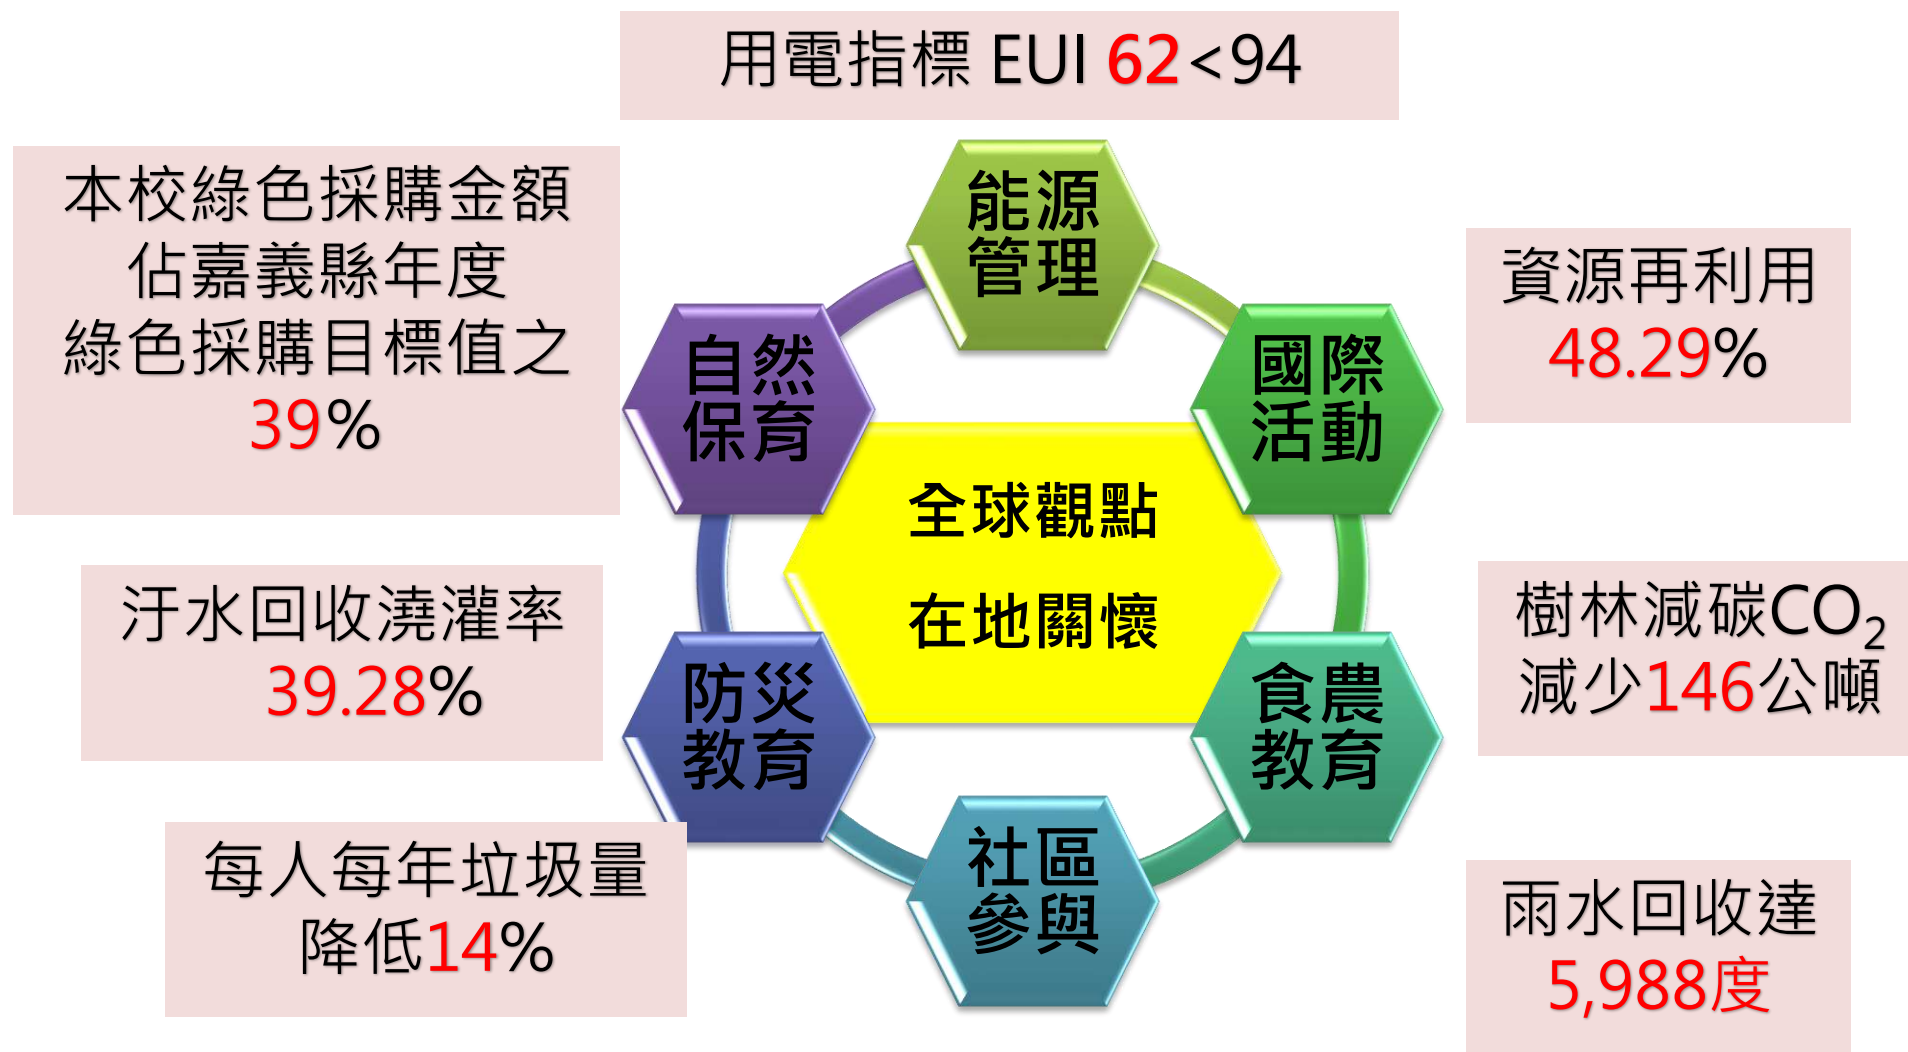 用電指標 EUI 62<94
本校綠色採購金額
佔嘉義縣年度
綠色採購目標值之
39%
能源
管理
資源再利用
48.29%
自然
保育
國際
活動
全球觀點
在地關懷
汙水回收澆灌率
39.28%
樹林減碳CO₂
減少146公噸
防災
教育
食農
教育
每人每年垃圾量
降低14%
社區
參與
雨水回收達
5,988度